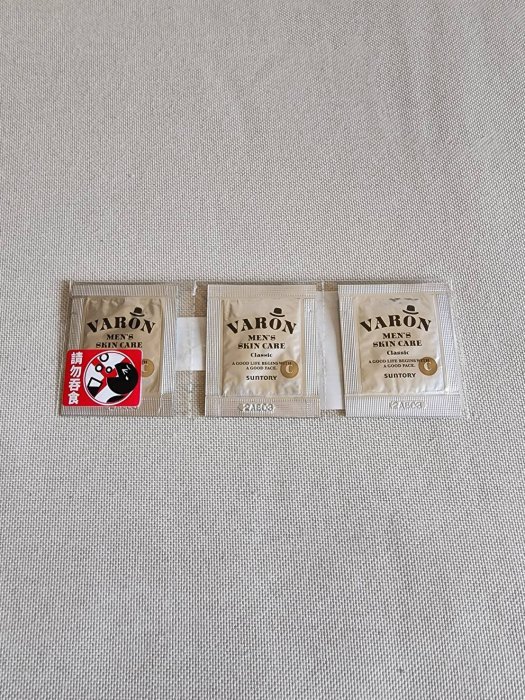 VARON
MEN'S
SKIN CARE
請勿吞食
VARON
MEN'S
SKIN CARE
Classic
A GOOD LIFE BEGINS WITH
A GOOD FACE.
C
SUNTORY
VARON
MEN'S
SKIN CARE
Classic
A GOOD LIFE BEGINS WITH
A GOOD FACE.
C
SUNTORY